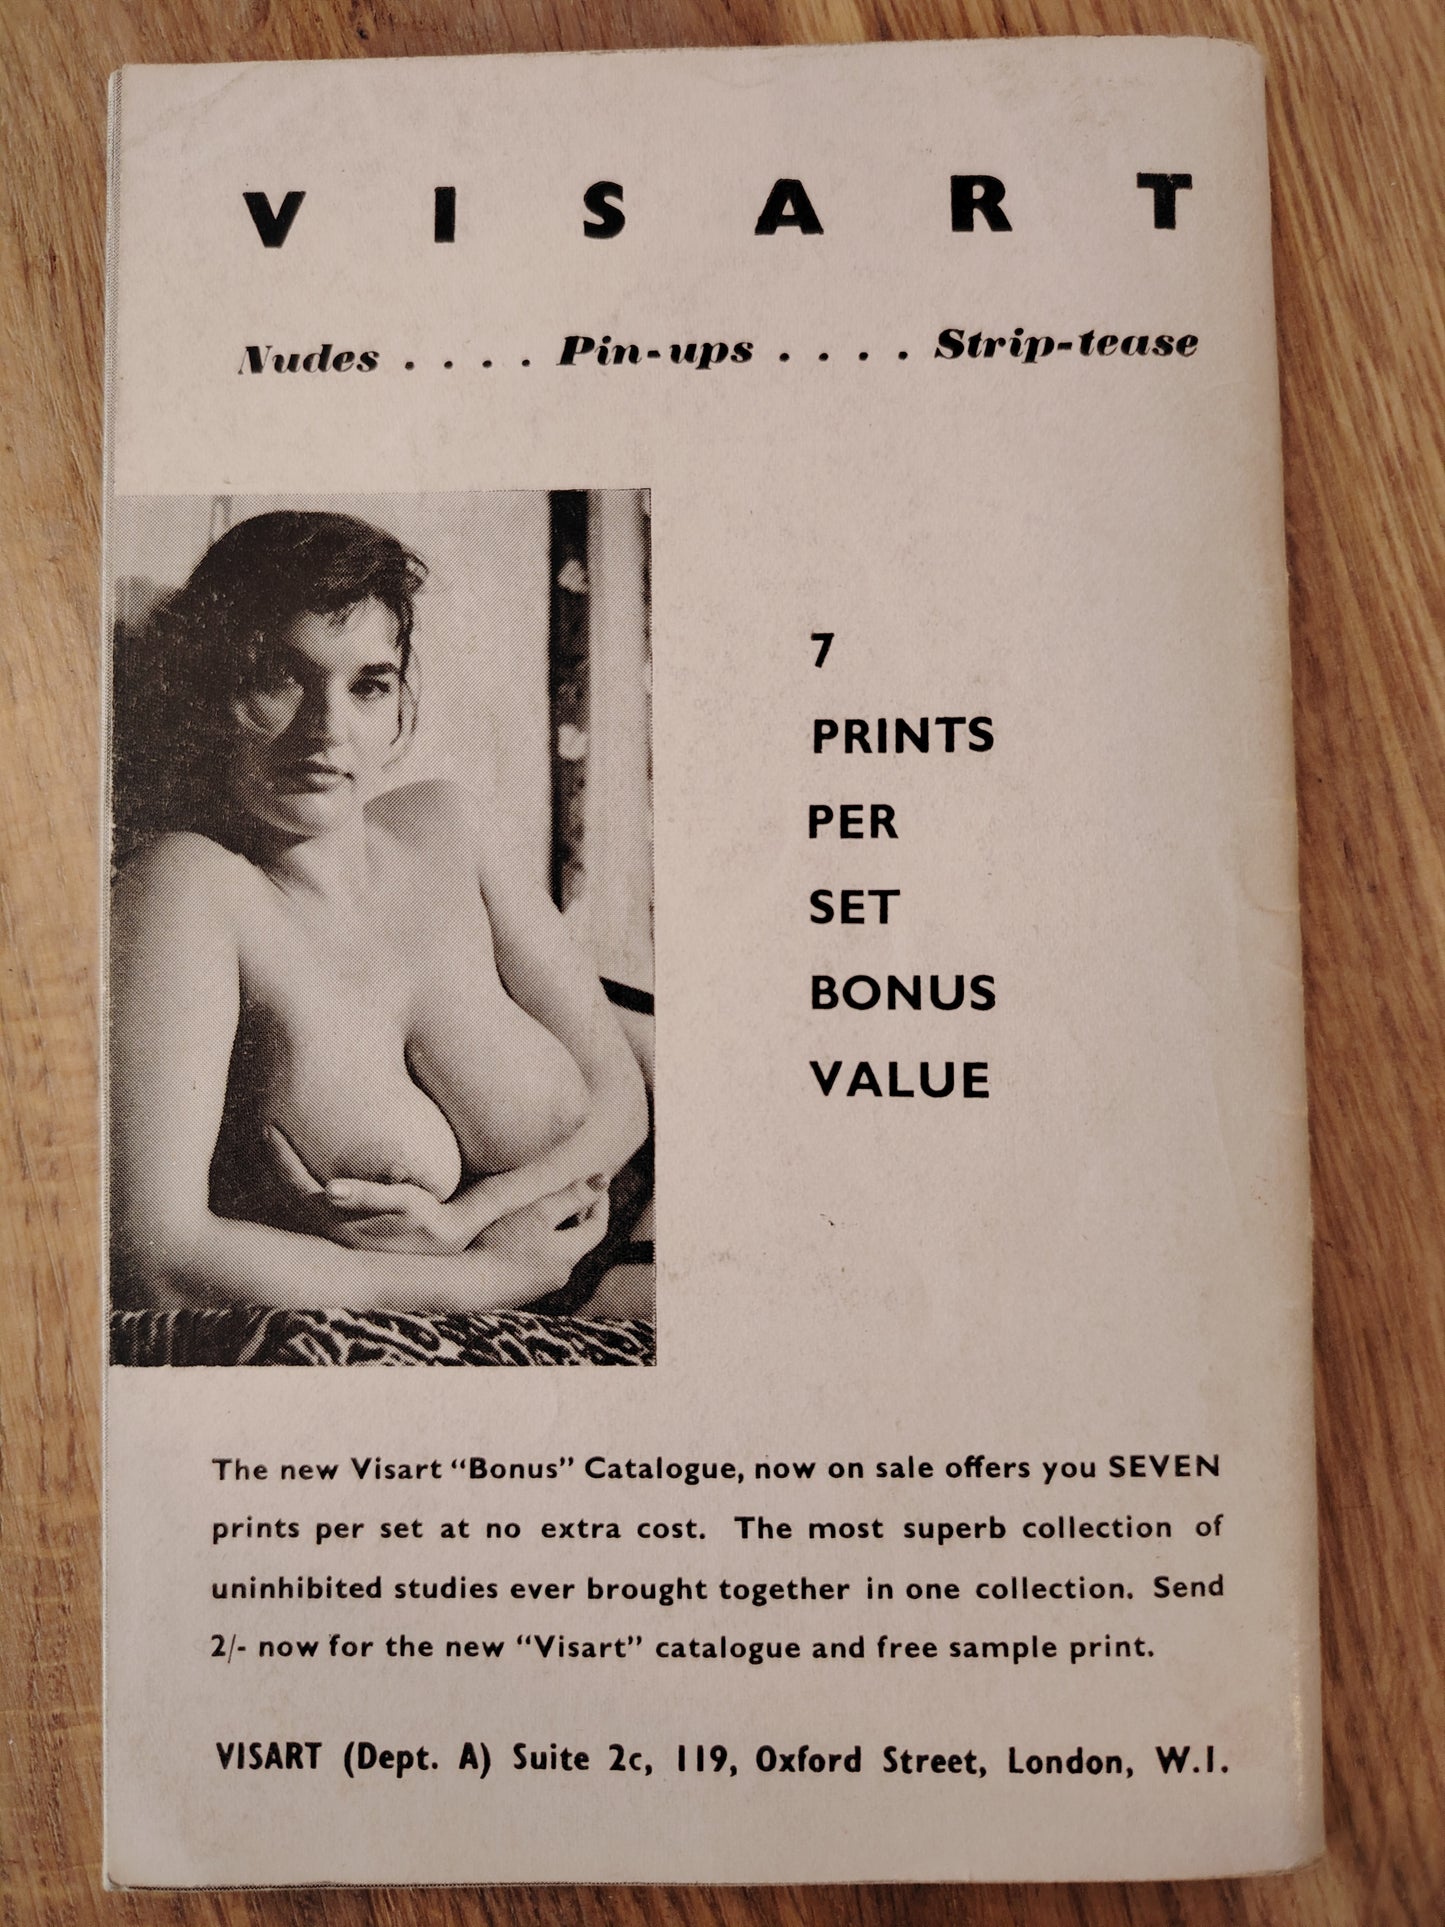 VISART
Nudes . . . . Pin-ups . . . . Strip-tease
7
PRINTS
PER
SET
BONUS
VALUE
The new Visart “Bonus” Catalogue, now on sale offers you SEVEN
prints per set at no extra cost. The most superb collection of
uninhibited studies ever brought together in one collection. Send
2/- now for the new “Visart” catalogue and free sample print.
VISART (Dept. A) Suite 2c, 119, Oxford Street, London, W.1.